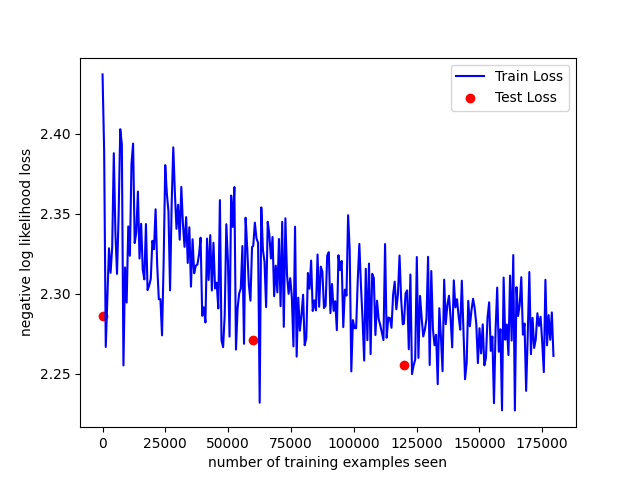 Train Loss
Test Loss
2.40
2.35
2.30
2.25
negative log likelihood loss
0 25000 50000 75000 100000 125000 150000 175000
number of training examples seen